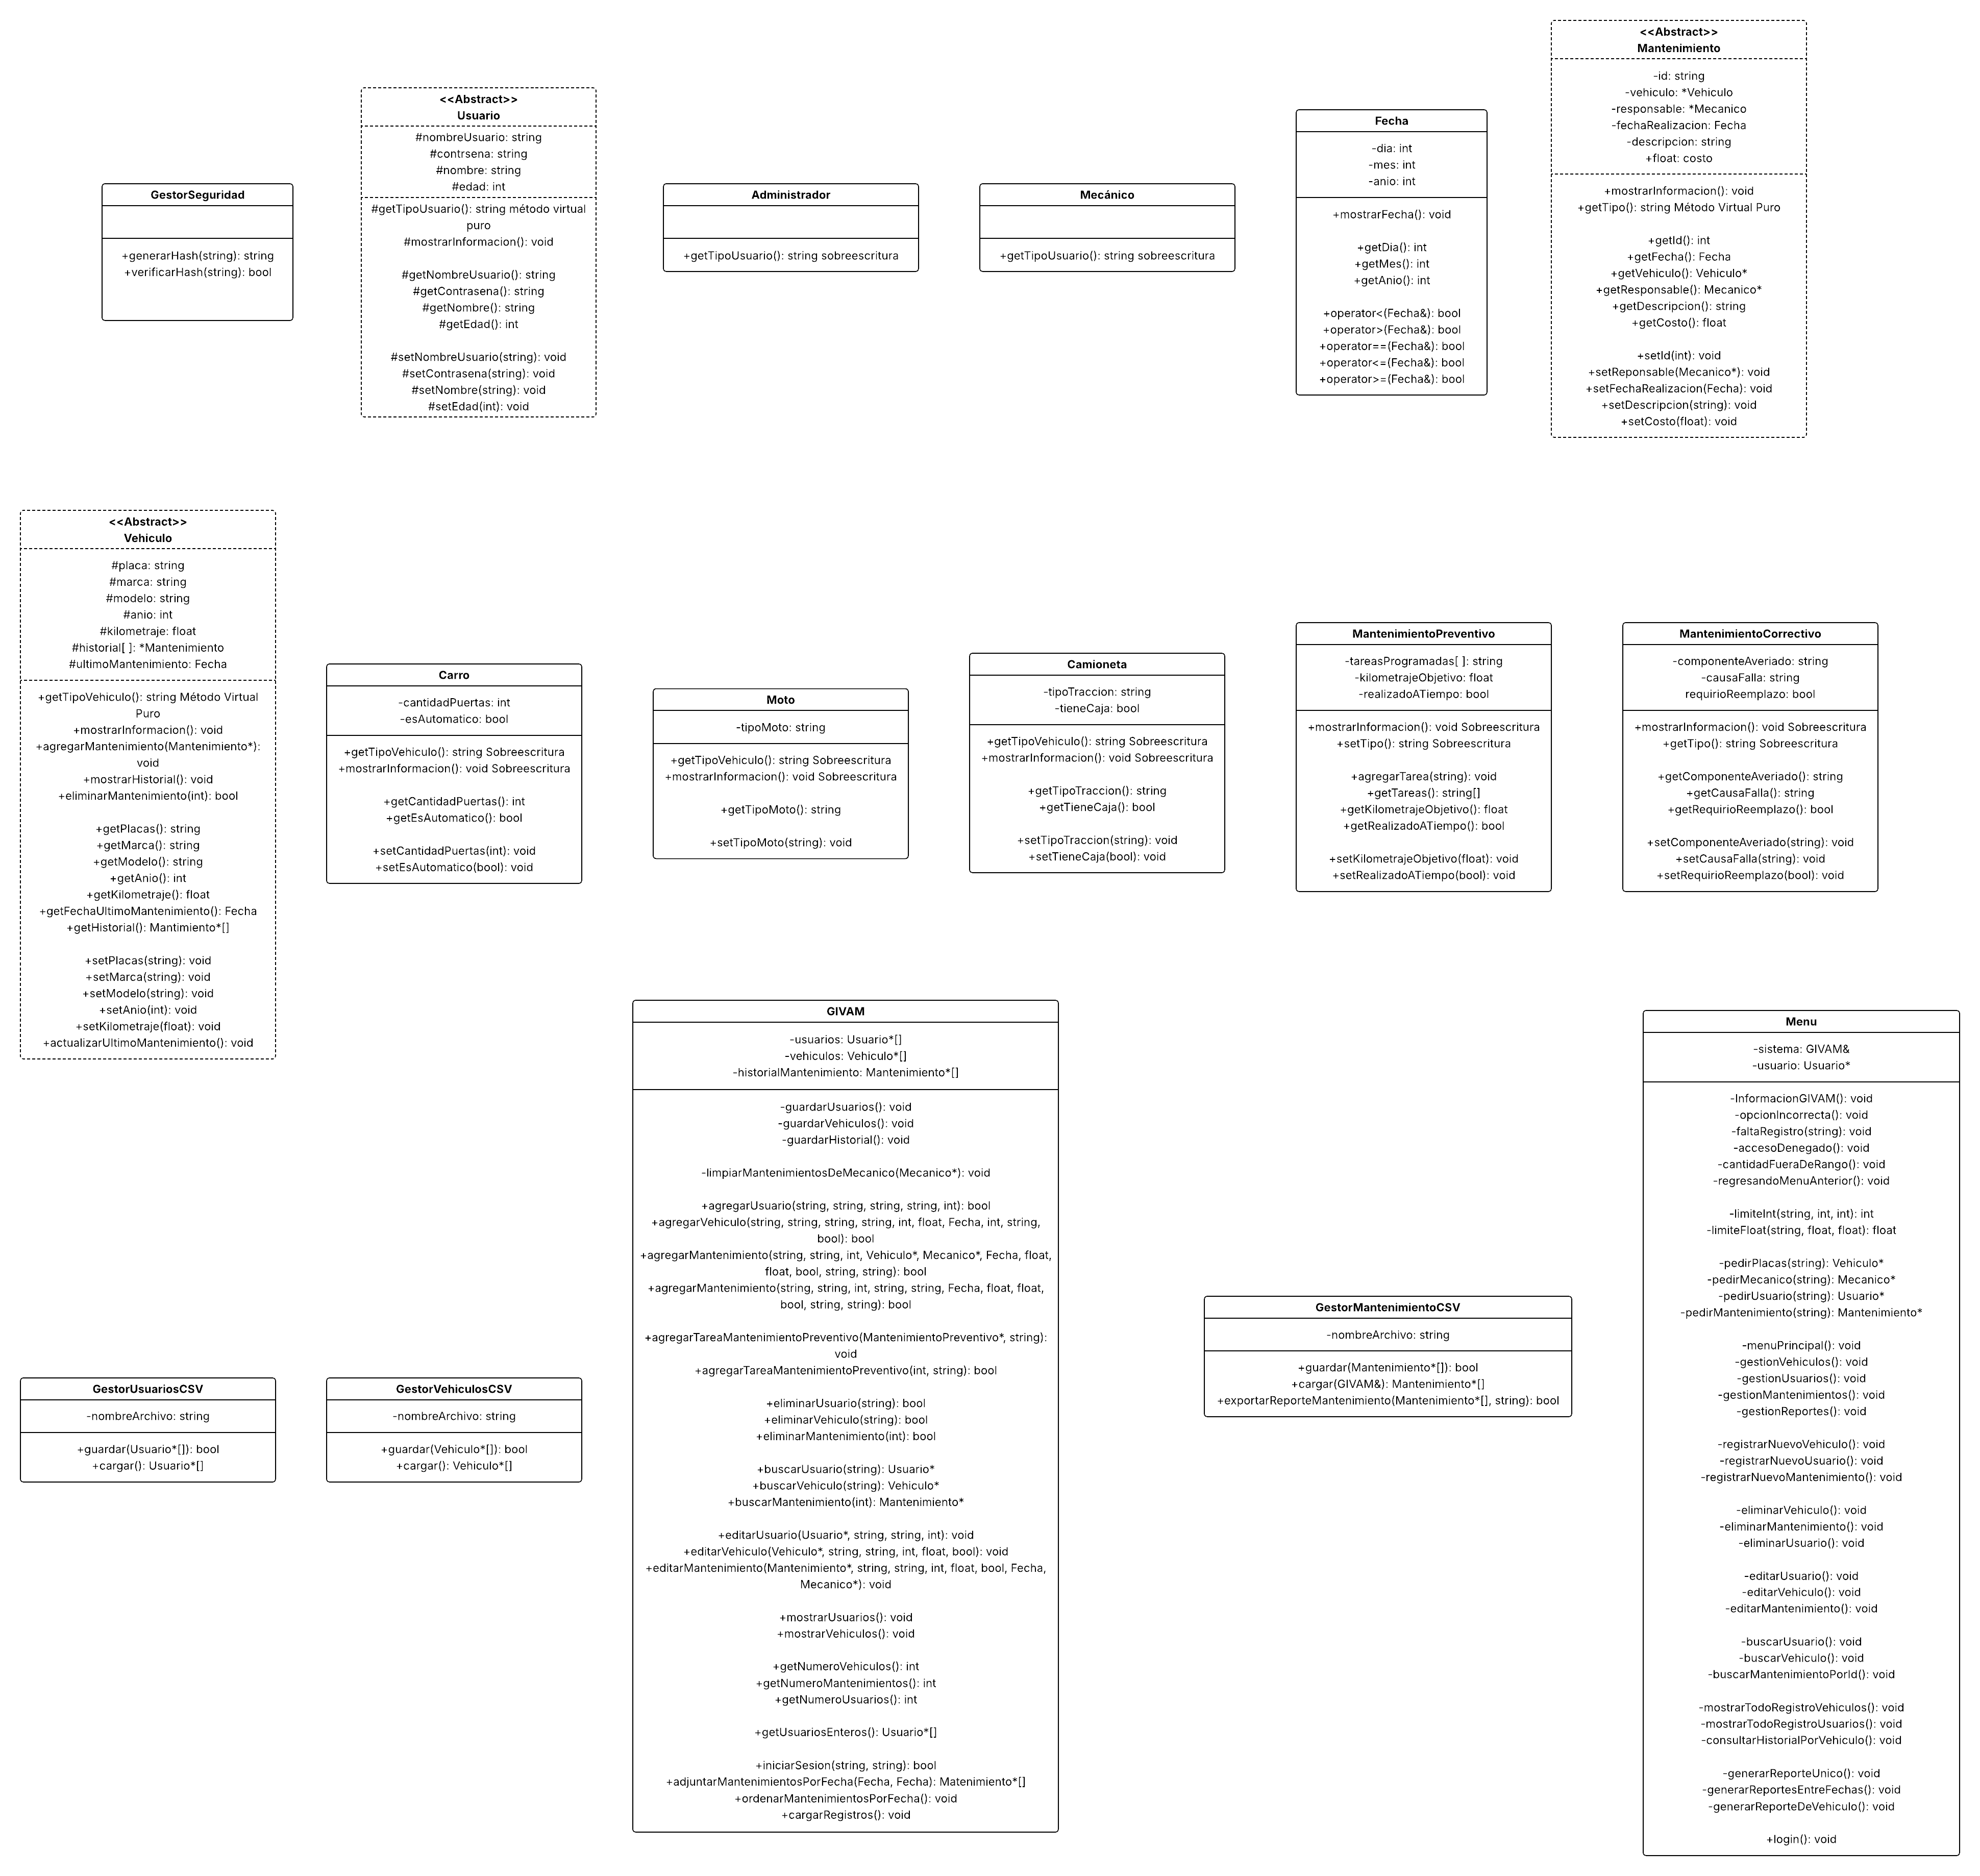 GestorSeguridad
+generarHash(string): string
+verificarHash(string): bool
<<Abstract>>
Usuario
#nombreUsuario: string
#contrsena: string
#nombre: string
#edad: int
#getTipoUsuario(): string método virtual
puro
#mostrarInformacion(): void
#getNombreUsuario(): string
#getContrasena(): string
#getNombre(): string
#getEdad(): int
#setNombreUsuario(string): void
#setContrasena(string): void
#setNombre(string): void
#setEdad(int): void
Administrador
+getTipoUsuario(): string sobreescritura
Mecánico
+getTipoUsuario(): string sobreescritura
Fecha
-dia: int
-mes: int
-anio: int
+mostrarFecha(): void
+getDia(): int
+getMes(): int
+getAnio(): int
+operator<(Fecha&): bool
+operator>(Fecha&): bool
+operator==(Fecha&): bool
+operator<=(Fecha&): bool
+operator>=(Fecha&): bool
<<Abstract>>
Mantenimiento
-id: string
-vehiculo: *Vehiculo
-responsable: *Mecanico
-fechaRealizacion: Fecha
-descripcion: string
+float: costo
+mostrarInformacion(): void
+getTipo(): string Método Virtual Puro
+getId(): int
+getFecha(): Fecha
+getVehiculo(): Vehiculo*
+getResponsable(): Mecanico*
+getDescripcion(): string
+getCosto(): float
+setId(int): void
+setReponsable(Mecanico*): void
+setFechaRealizacion(Fecha): void
+setDescripcion(string): void
+setCosto(float): void
<<Abstract>>
Vehiculo
#placa: string
#marca: string
#modelo: string
#anio: int
#kilometraje: float
#historial[ ]: *Mantenimiento
#ultimoMantenimiento: Fecha
+getTipoVehiculo(): string Método Virtual
Puro
+mostrarInformacion(): void
+agregarMantenimiento(Mantenimiento*):
void
+mostrarHistorial(): void
+eliminarMantenimiento(int): bool
+getPlacas(): string
+getMarca(): string
+getModelo(): string
+getAnio(): int
+getKilometraje(): float
+getFechaUltimoMantenimiento(): Fecha
+getHistorial(): Mantimiento*[]
+setPlacas(string): void
+setMarca(string): void
+setModelo(string): void
+setAnio(int): void
+setKilometraje(float): void
+actualizarUltimoMantenimiento(): void
Carro
-cantidadPuertas: int
-esAutomatico: bool
+getTipoVehiculo(): string Sobreescritura
+mostrarInformacion(): void Sobreescritura
+getCantidadPuertas(): int
+getEsAutomatico(): bool
+setCantidadPuertas(int): void
+setEsAutomatico(bool): void
Moto
-tipoMoto: string
+getTipoVehiculo(): string Sobreescritura
+mostrarInformacion(): void Sobreescritura
+getTipoMoto(): string
+setTipoMoto(string): void
Camioneta
-tipoTraccion: string
-tieneCaja: bool
+getTipoVehiculo(): string Sobreescritura
+mostrarInformacion(): void Sobreescritura
+getTipoTraccion(): string
+getTieneCaja(): bool
+setTipoTraccion(string): void
+setTieneCaja(bool): void
MantenimientoPreventivo
-tareasProgramadas[ ]: string
-kilometrajeObjetivo: float
-realizadoATiempo: bool
+mostrarInformacion(): void Sobreescritura
+setTipo(): string Sobreescritura
+agregarTarea(string): void
+getTareas(): string[]
+getKilometrajeObjetivo(): float
+getRealizadoATiempo(): bool
+setKilometrajeObjetivo(float): void
+setRealizadoATiempo(bool): void
MantenimientoCorrectivo
-componenteAveriado: string
-causaFalla: string
requirioReemplazo: bool
+mostrarInformacion(): void Sobreescritura
+getTipo(): string Sobreescritura
+getComponenteAveriado(): string
+getCausaFalla(): string
+getRequirioReemplazo(): bool
+setComponenteAveriado(string): void
+setCausaFalla(string): void
+setRequirioReemplazo(bool): void
GestorUsuariosCSV
-nombreArchivo: string
+guardar(Usuario*[]): bool
+cargar(): Usuario*[]
GestorVehiculosCSV
-nombreArchivo: string
+guardar(Vehiculo*[]): bool
+cargar(): Vehiculo*[]
GIVAM
-usuarios: Usuario*[]
-vehiculos: Vehiculo*[]
-historialMantenimiento: Mantenimiento*[]
-guardarUsuarios(): void
-guardarVehiculos(): void
-guardarHistorial(): void
-limpiarMantenimientosDeMecanico(Mecanico*): void
+agregarUsuario(string, string, string, string, int): bool
+agregarVehiculo(string, string, string, string, int, float, Fecha, int, string,
bool): bool
+agregarMantenimiento(string, string, int, Vehiculo*, Mecanico*, Fecha, float,
float, bool, string, string): bool
+agregarMantenimiento(string, string, int, string, string, Fecha, float, float,
bool, string, string): bool
+agregarTareaMantenimientoPreventivo(MantenimientoPreventivo*, string):
void
+agregarTareaMantenimientoPreventivo(int, string): bool
+eliminarUsuario(string): bool
+eliminarVehiculo(string): bool
+eliminarMantenimiento(int): bool
+buscarUsuario(string): Usuario*
+buscarVehiculo(string): Vehiculo*
+buscarMantenimiento(int): Mantenimiento*
+editarUsuario(Usuario*, string, string, int): void
+editarVehiculo(Vehiculo*, string, string, int, float, bool): void
+editarMantenimiento(Mantenimiento*, string, string, int, float, bool, Fecha,
Mecanico*): void
+mostrarUsuarios(): void
+mostrarVehiculos(): void
+getNumeroVehiculos(): int
+getNumeroMantenimientos(): int
+getNumeroUsuarios(): int
+getUsuariosEnteros(): Usuario*[]
+iniciarSesion(string, string): bool
+adjuntarMantenimientosPorFecha(Fecha, Fecha): Matenimiento*[]
+ordenarMantenimientosPorFecha(): void
+cargarRegistros(): void
GestorMantenimientoCSV
-nombreArchivo: string
+guardar(Mantenimiento*[]): bool
+cargar(GIVAM&): Mantenimiento*[]
+exportarReporteMantenimiento(Mantenimiento*[], string): bool
Menu
-sistema: GIVAM&
-usuario: Usuario*
-InformacionGIVAM(): void
-opcionIncorrecta(): void
-faltaRegistro(string): void
-accesoDenegado(): void
-cantidadFueraDeRango(): void
-regresandoMenuAnterior(): void
-limiteInt(string, int, int): int
-limiteFloat(string, float, float): float
-pedirPlacas(string): Vehiculo*
-pedirMecanico(string): Mecanico*
-pedirUsuario(string): Usuario*
-pedirMantenimiento(string): Mantenimiento*
-menuPrincipal(): void
-gestionVehiculos(): void
-gestionUsuarios(): void
-gestionMantenimientos(): void
-gestionReportes(): void
-registrarNuevoVehiculo(): void
-registrarNuevoUsuario(): void
-registrarNuevoMantenimiento(): void
-eliminarVehiculo(): void
-eliminarMantenimiento(): void
-eliminarUsuario(): void
-editarUsuario(): void
-editarVehiculo(): void
-editarMantenimiento(): void
-buscarUsuario(): void
-buscarVehiculo(): void
-buscarMantenimientoPorId(): void
-mostrarTodoRegistroVehiculos(): void
-mostrarTodoRegistroUsuarios(): void
-consultarHistorialPorVehiculo(): void
-generarReporteUnico(): void
-generarReportesEntreFechas(): void
-generarReporteDeVehiculo(): void
+login(): void